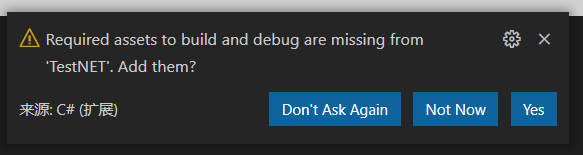 Required assets to build and debug are missing from
'TestNET'. Add them?
来源: C# (扩展)
Don't Ask Again
Not Now
Yes